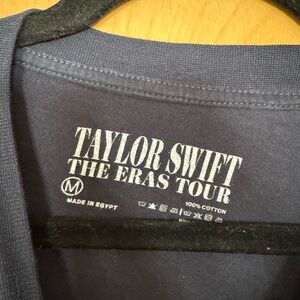 TAYLOR SWIFT
THE ERAS TOUR
M
100% COTTON
MADE IN EGYPT